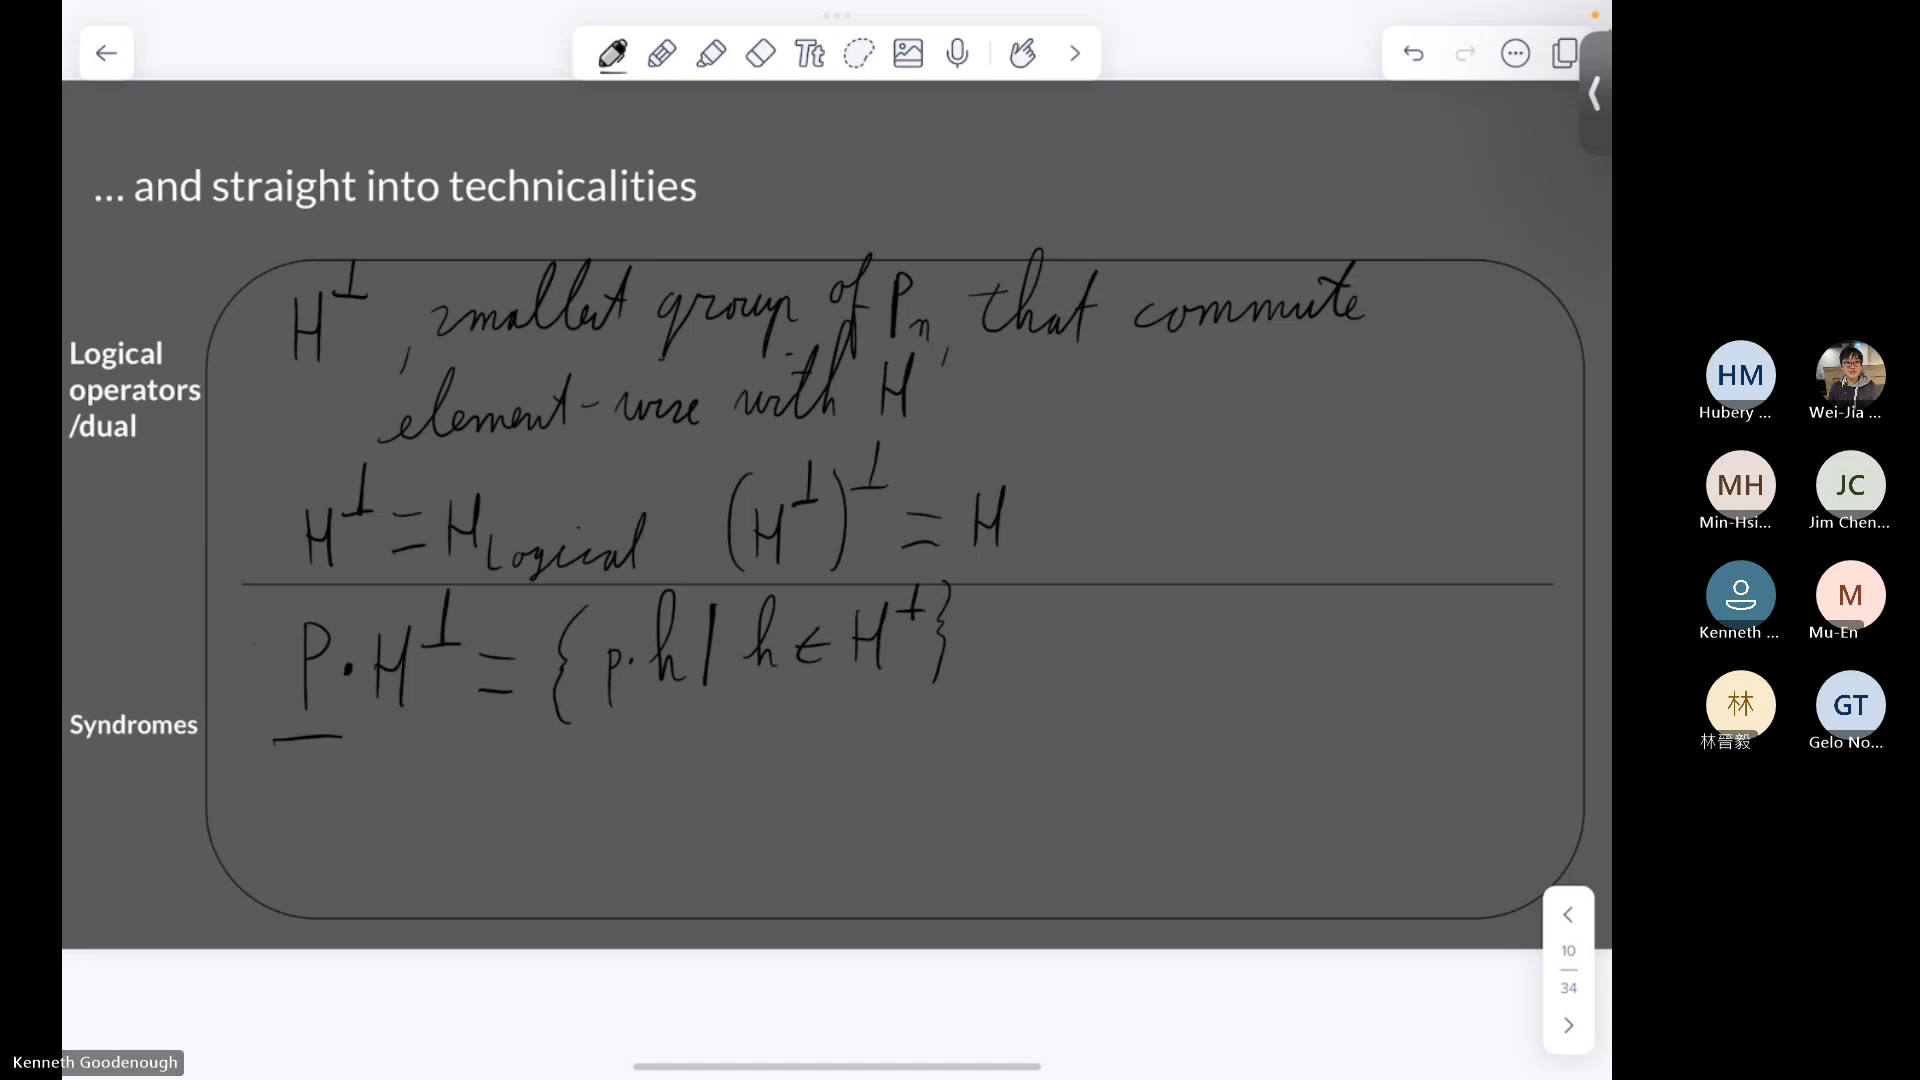 Tt
... and straight into technicalities
Logical
operators
/dual
H^⊥, smallest group of P_n, that commute
element-wise with H
H^⊥ = H_Logical (H^⊥)^⊥ = H
Syndromes
P · H^⊥ = { p · h | h ∈ H^⊥ }
10
34
HM
Hubery ...
Wei-Jia ...
MH
Min-Hsi...
JC
Jim Chen...
Kenneth ...
M
Mu-En
林
林晉毅
GT
Gelo No...
Kenneth Goodenough